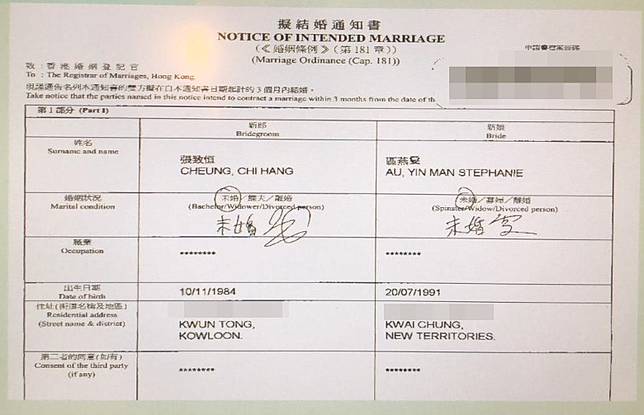 擬結婚通知書
NOTICE OF INTENDED MARRIAGE
(《婚姻條例》(第 181 章))
(Marriage Ordinance (Cap. 181))
致：香港婚姻登記官
To : The Registrar of Marriages, Hong Kong.
現謹通告名列本通知書的雙方擬在自本通知書日期起計的 3 個月內結婚。
Take notice that the parties named in this notice intend to contract a marriage within 3 months from the date of th
第 1 部分 (Part I)
新郎
Bridegroom
新娘
Bride
姓名
Surname and name
張致恒
CHEUNG, CHI HANG
區燕旻
AU, YIN MAN STEPHANIE
婚姻狀況
Marital condition
未婚/鰥夫/離婚
(Bachelor/Widower/Divorced person)
未婚
未婚/寡婦/離婚
(Spinster/Widow/Divorced person)
未婚
職業
Occupation
********
********
出生日期
Date of birth
10/11/1984
20/07/1991
住址(街道名稱及地區)
Residential address
(Street name & district)
KWUN TONG,
KOWLOON.
KWAI CHUNG,
NEW TERRITORIES.
第三者的同意(如有)
Consent of the third party
(if any)
********
********